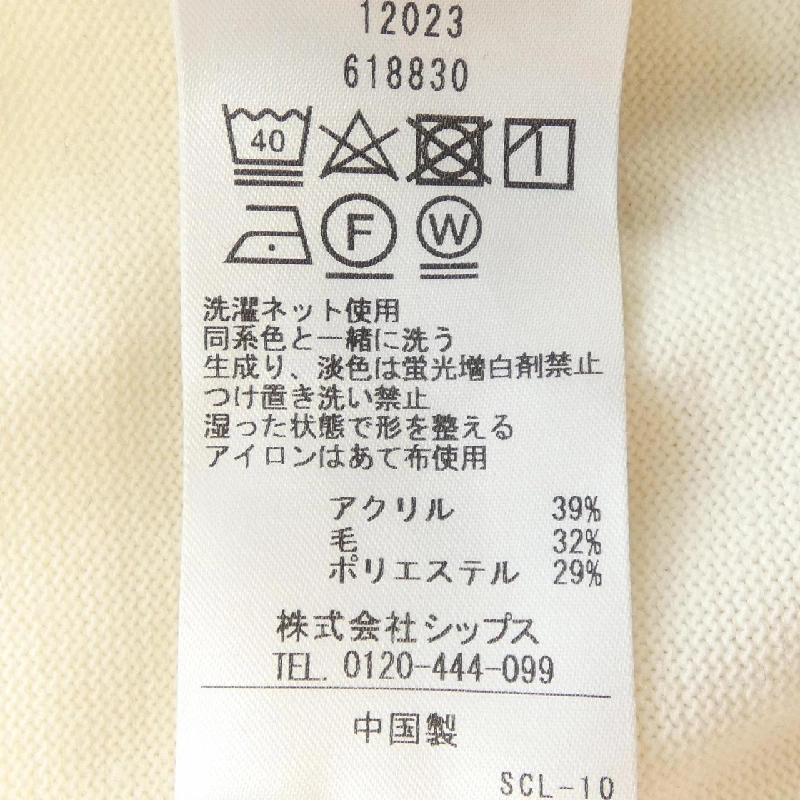 12023
618830
40
F W
洗濯ネット使用
同系色と一緒に洗う
生成り、淡色は蛍光増白剤禁止
つけ置き洗い禁止
湿った状態で形を整える
アイロンはあて布使用
アクリル 39%
毛 32%
ポリエステル 29%
株式会社シップス
TEL. 0120-444-099
中国製
SCL-10